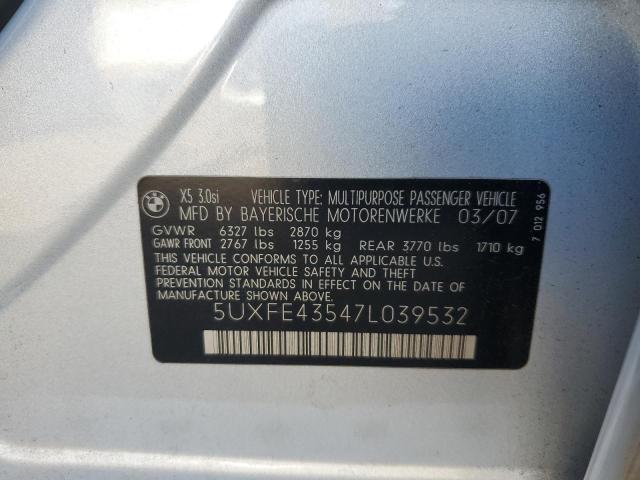 BMW
X5 3.0si VEHICLE TYPE: MULTIPURPOSE PASSENGER VEHICLE
MFD BY BAYERISCHE MOTORENWERKE 03/07
GVWR 6327 lbs 2870 kg
GAWR FRONT 2767 lbs 1255 kg REAR 3770 lbs 1710 kg
THIS VEHICLE CONFORMS TO ALL APPLICABLE
FEDERAL MOTOR VEHICLE SAFETY AND THEFT
PREVENTION STANDARDS IN EFFECT ON THE DATE
OF MANUFACTURE SHOWN ABOVE.
5UXFE43547L039532
7 012 956